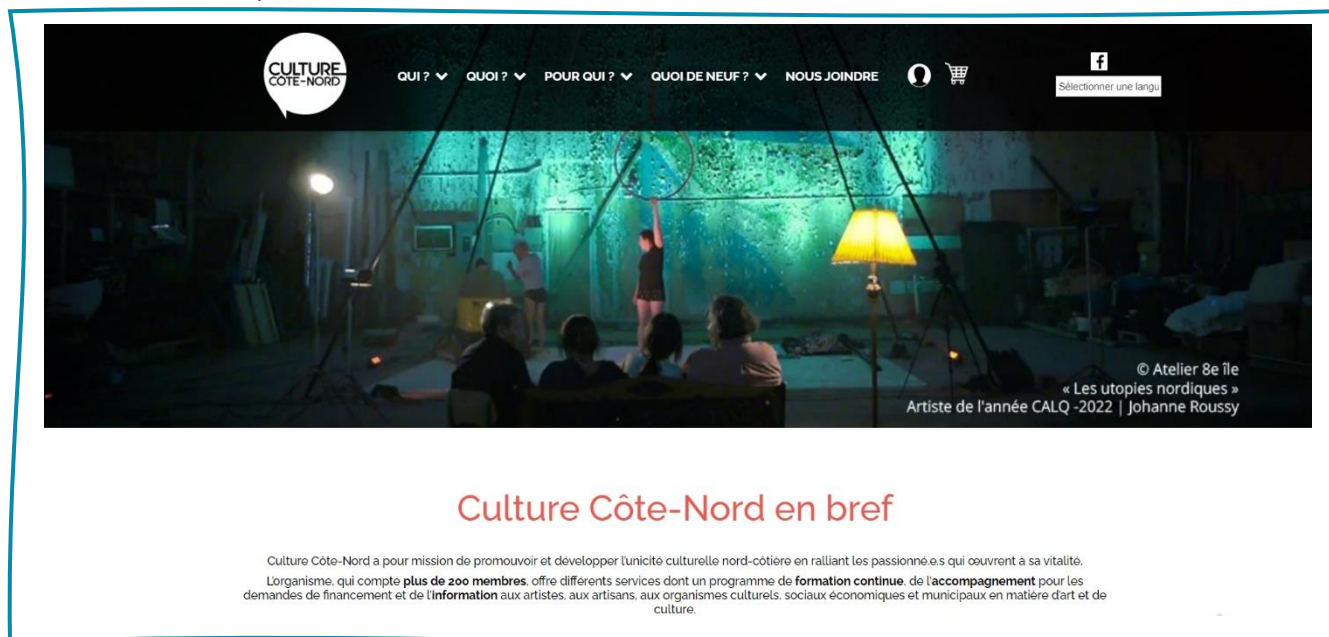 CULTURE
CÔTE-NORD
QUI ? QUOI ? POUR QUI ? QUOI DE NEUF ? NOUS JOINDRE
f
Sélectionner une langu
© Atelier 8e île
« Les utopies nordiques »
Artiste de l'année CALQ -2022 | Johanne Roussy
Culture Côte-Nord en bref
Culture Côte-Nord a pour mission de promouvoir et développer l'unicité culturelle nord-côtière en ralliant les passionné.e.s qui œuvrent à sa vitalité.
L'organisme, qui compte plus de 200 membres, offre différents services dont un programme de formation continue, de l'accompagnement pour les
demandes de financement et de l'information aux artistes, aux artisans, aux organismes culturels, sociaux économiques et municipaux en matière d'art et de
culture.